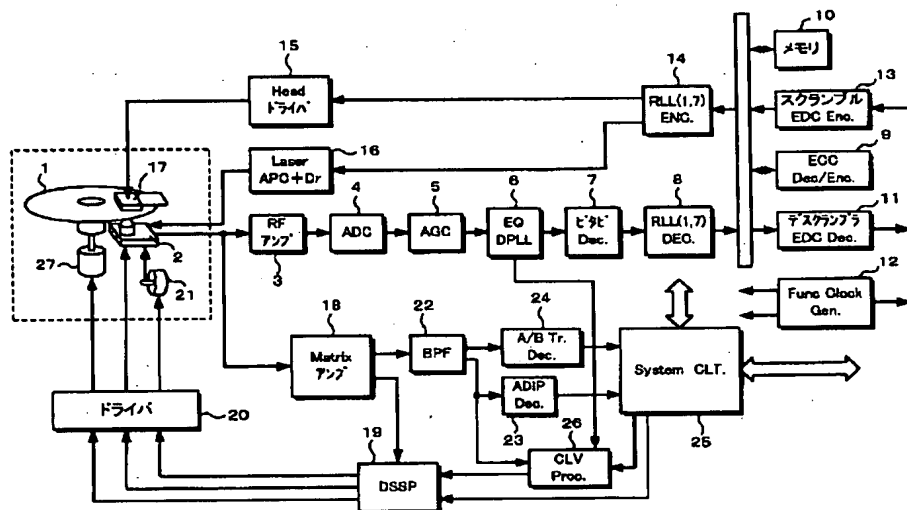 10
メモリ
15
14
13
Head
ドライバ
RLL(1,7)
ENC.
スクランブル
EDC Enc.
16
9
1
17
Laser
APC+Dr
ECC
Dec/Enc.
4
5
6
7
8
11
RF
アンプ
ADC
AGC
EQ
DPLL
ビタビ
Dec.
RLL(1,7)
DEC.
デスクランブラ
EDC Dec.
2
3
27
21
12
18
22
24
Func Clock
Gen.
Matrix
アンプ
BPF
A/B Tr.
Dec.
System CLT.
ADIP
Dec.
ドライバ
20
23
26
25
19
DSSP
CLV
Proc.